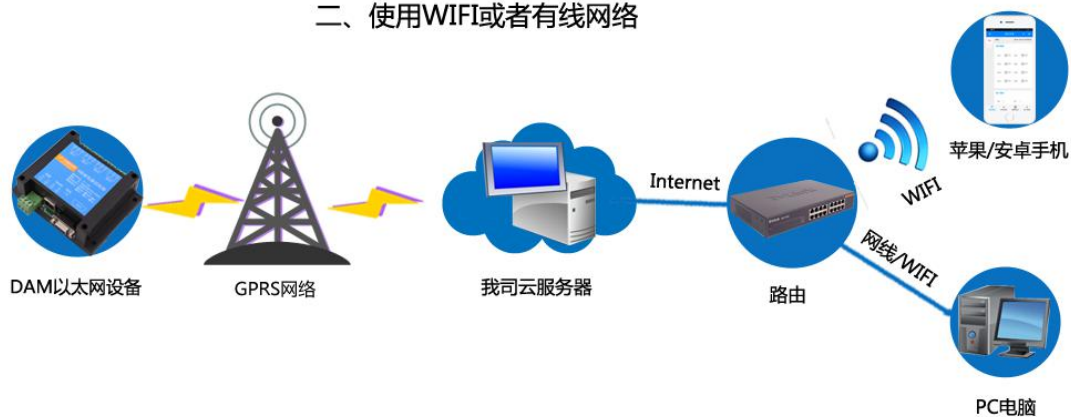 二、使用WIFI或者有线网络
苹果/安卓手机
Internet
WIFI
网线/WIFI
DAM以太网设备
GPRS网络
我司云服务器
路由
PC电脑